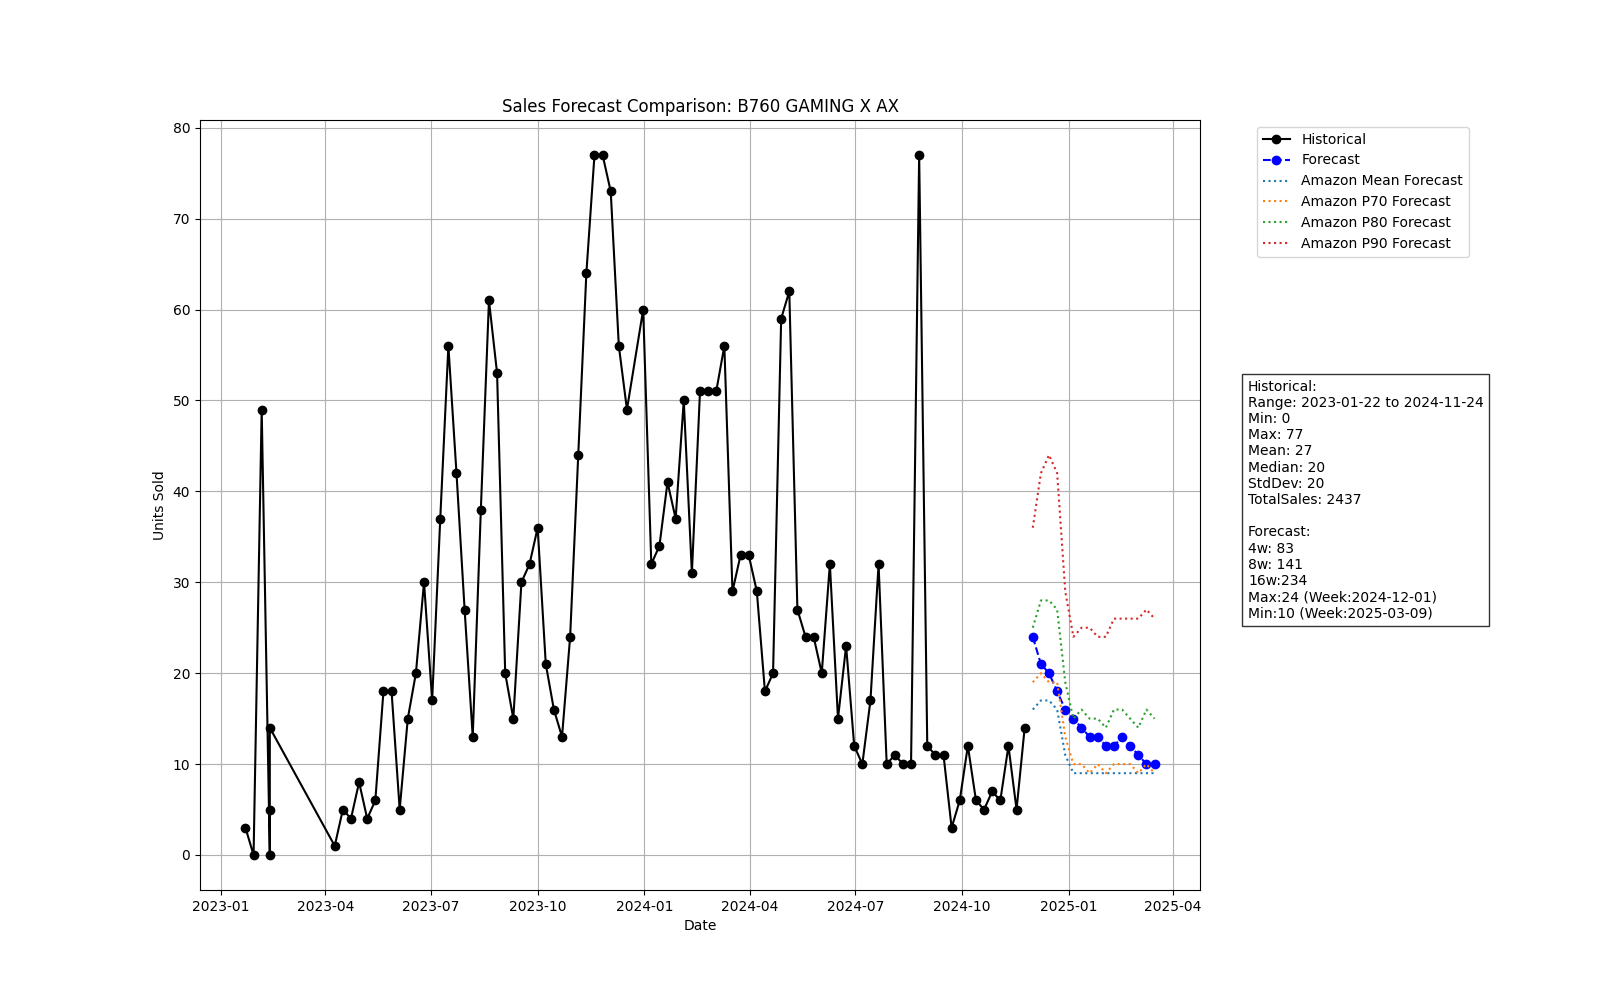 Sales Forecast Comparison: B760 GAMING X AX
80
70
60
50
40
30
20
10
0
Units Sold
2023-01
2023-04
2023-07
2023-10
2024-01
2024-04
2024-07
2024-10
2025-01
2025-04
Date
Historical
Forecast
Amazon Mean Forecast
Amazon P70 Forecast
Amazon P80 Forecast
Amazon P90 Forecast
Historical:
Range: 2023-01-22 to 2024-11-24
Min: 0
Max: 77
Mean: 27
Median: 20
StdDev: 20
TotalSales: 2437
Forecast:
4w: 83
8w: 141
16w:234
Max:24 (Week:2024-12-01)
Min:10 (Week:2025-03-09)